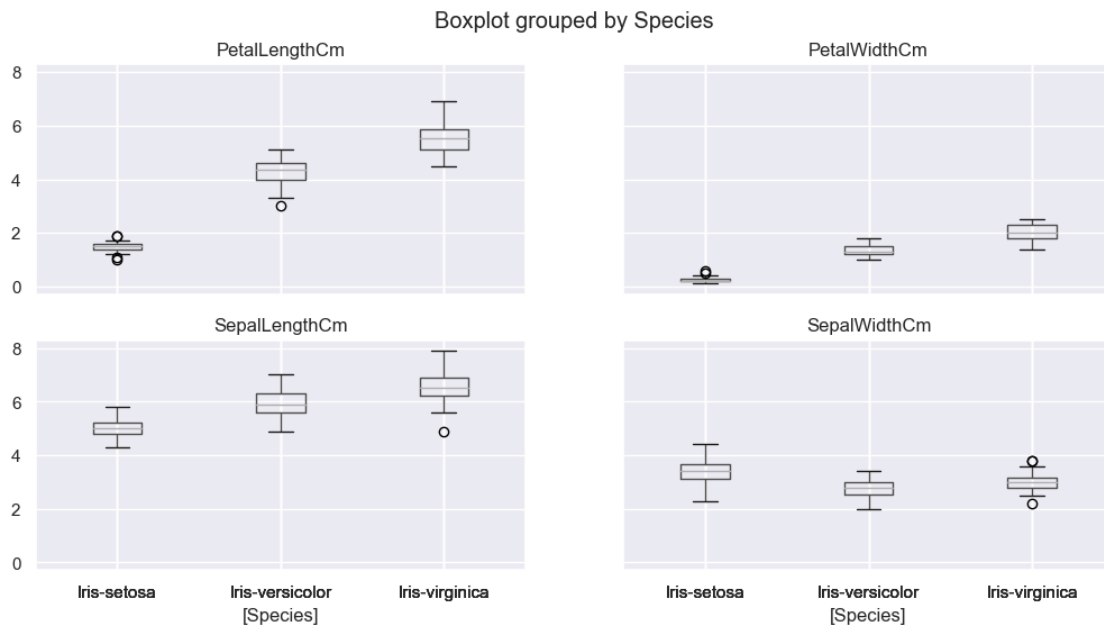 Boxplot grouped by Species
PetalLengthCm
PetalWidthCm
8
6
4
2
0
SepalLengthCm
SepalWidthCm
8
6
4
2
0
Iris-setosa
Iris-versicolor
Iris-virginica
Iris-setosa
Iris-versicolor
Iris-virginica
[Species]
[Species]